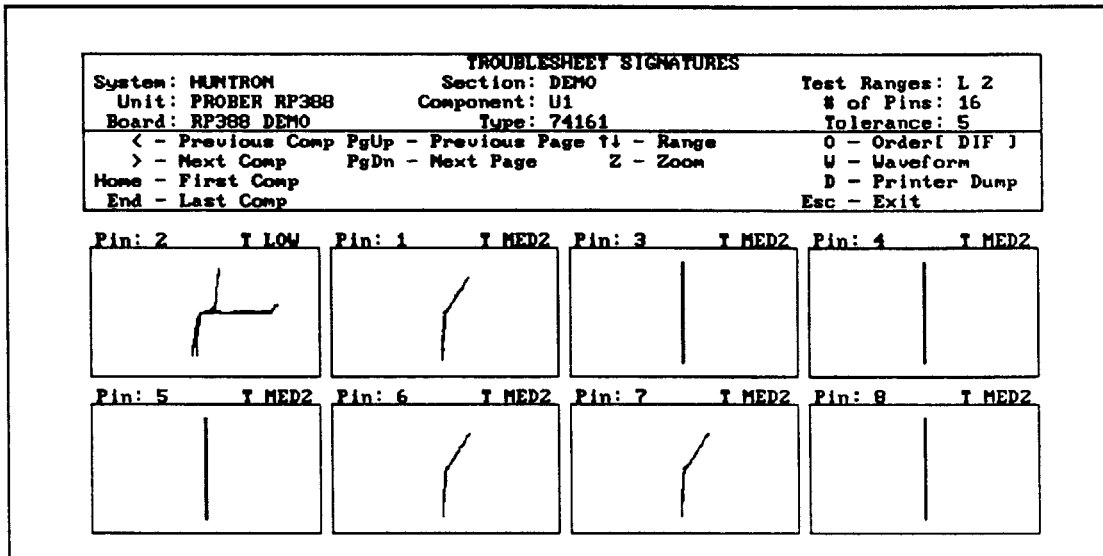 TROUBLESHEET SIGNATURES
System: HUNTRON Section: DEMO Test Ranges: L 2
Unit: PROBER RP388 Component: U1 # of Pins: 16
Board: RP388 DEMO Type: 74161 Tolerance: 5
< - Previous Comp PgUp - Previous Page ↑↓ - Range O - Order[ DIF ]
> - Next Comp PgDn - Next Page Z - Zoom W - Waveform
Home - First Comp D - Printer Dump
End - Last Comp Esc - Exit
Pin: 2 T LOW Pin: 1 T MED2 Pin: 3 T MED2 Pin: 4 T MED2
Pin: 5 T MED2 Pin: 6 T MED2 Pin: 7 T MED2 Pin: 8 T MED2